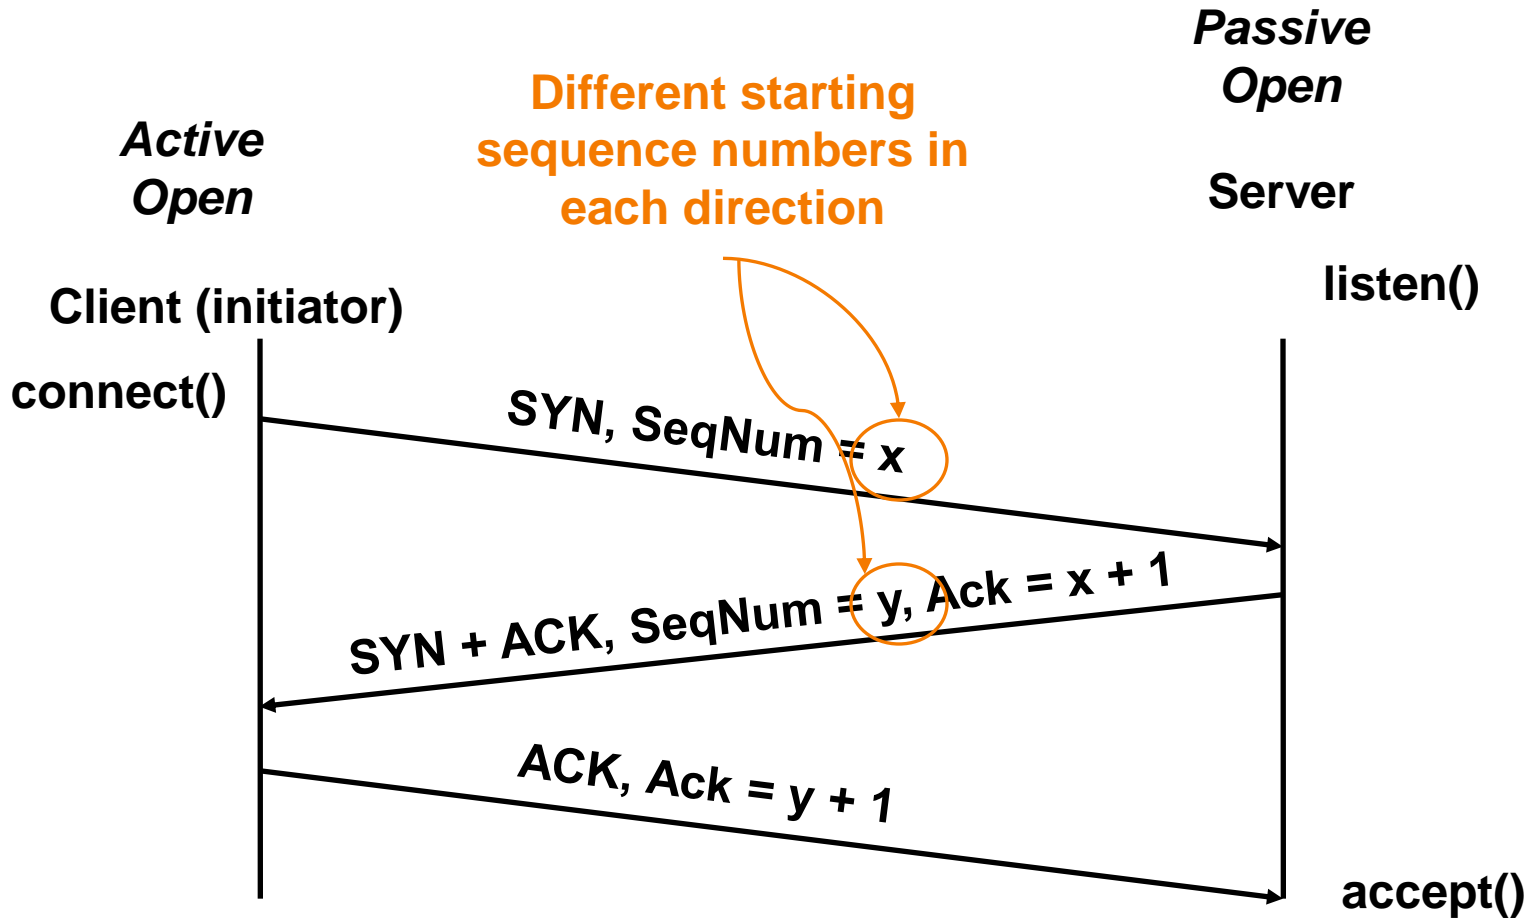 Passive
Open
Different starting
sequence numbers in
each direction
Active
Open
Server
listen()
Client (initiator)
connect()
SYN, SeqNum = x
SYN + ACK, SeqNum = y, Ack = x + 1
ACK, Ack = y + 1
accept()